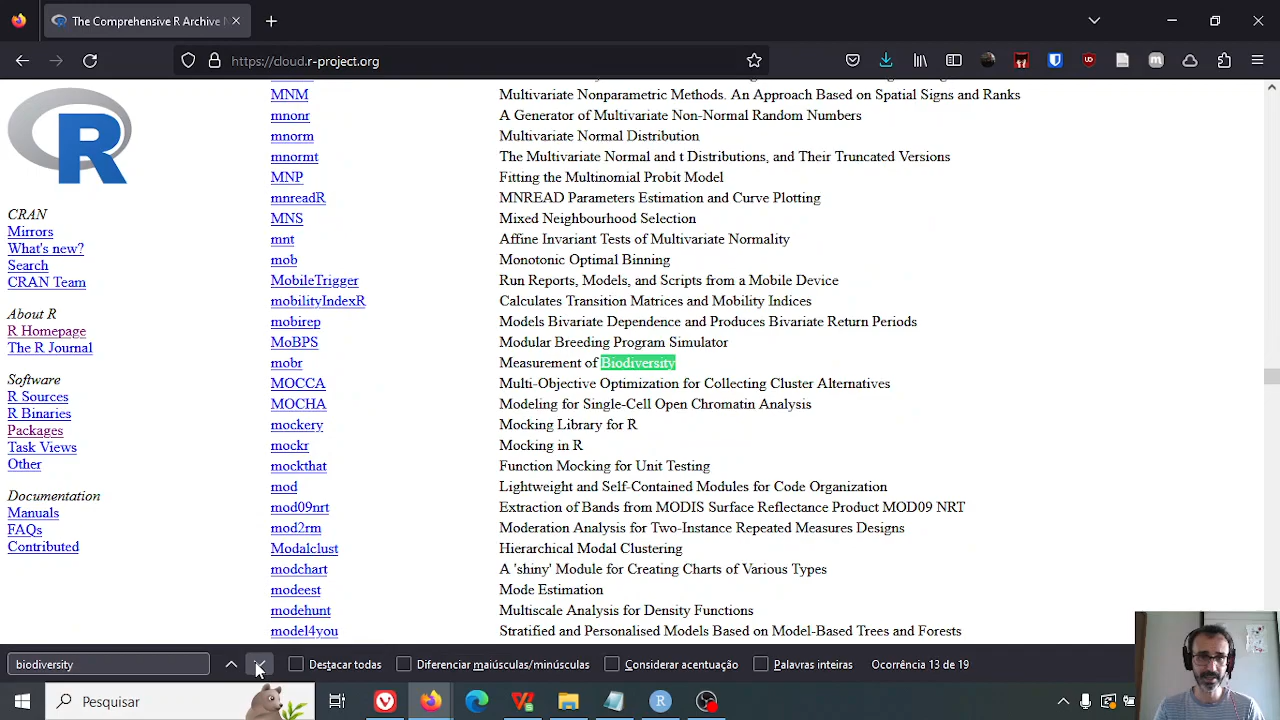 The Comprehensive R Archive N
https://cloud.r-project.org
R
CRAN
Mirrors
What's new?
Search
CRAN Team
About R
R Homepage
The R Journal
Software
R Sources
R Binaries
Packages
Task Views
Other
Documentation
Manuals
FAQs
Contributed
MNM Multivariate Nonparametric Methods. An Approach Based on Spatial Signs and Ranks
mnonr A Generator of Multivariate Non-Normal Random Numbers
mnorm Multivariate Normal Distribution
mnormt The Multivariate Normal and t Distributions, and Their Truncated Versions
MNP Fitting the Multinomial Probit Model
mnreadR MNREAD Parameters Estimation and Curve Plotting
MNS Mixed Neighbourhood Selection
mnt Affine Invariant Tests of Multivariate Normality
mob Monotonic Optimal Binning
MobileTrigger Run Reports, Models, and Scripts from a Mobile Device
mobilityIndexR Calculates Transition Matrices and Mobility Indices
mobirep Models Bivariate Dependence and Produces Bivariate Return Periods
MoBPS Modular Breeding Program Simulator
mobr Measurement of Biodiversity
MOCCA Multi-Objective Optimization for Collecting Cluster Alternatives
MOCHA Modeling for Single-Cell Open Chromatin Analysis
mockery Mocking Library for R
mockr Mocking in R
mockthat Function Mocking for Unit Testing
mod Lightweight and Self-Contained Modules for Code Organization
mod09nrt Extraction of Bands from MODIS Surface Reflectance Product MOD09 NRT
mod2rm Moderation Analysis for Two-Instance Repeated Measures Designs
Modalclust Hierarchical Modal Clustering
modchart A 'shiny' Module for Creating Charts of Various Types
modeest Mode Estimation
modehunt Multiscale Analysis for Density Functions
model4you Stratified and Personalised Models Based on Model-Based Trees and Forests
biodiversity Destacar todas Diferenciar maiúsculas/minúsculas Considerar acentuação Palavras inteiras Ocorrência 13 de 19
Pesquisar